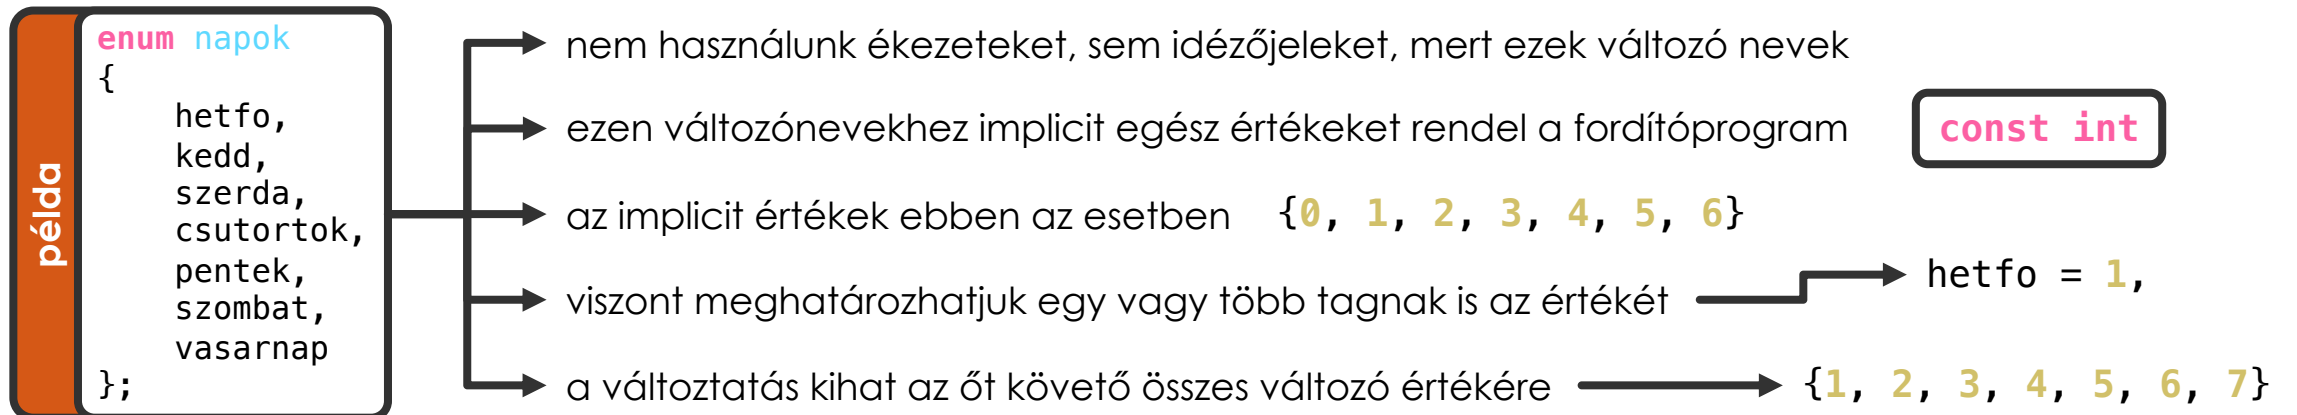 példa
enum napok
{
hetfo,
kedd,
szerda,
csutortok,
pentek,
szombat,
vasarnap
};
nem használunk ékezeteket, sem idézőjeleket, mert ezek változó nevek
ezen változónevekhez implicit egész értékeket rendel a fordítóprogram
const int
az implicit értékek ebben az esetben {0, 1, 2, 3, 4, 5, 6}
viszont meghatározhatjuk egy vagy több tagnak is az értékét
hetfo = 1,
a változtatás kihat az őt követő összes változó értékére
{1, 2, 3, 4, 5, 6, 7}